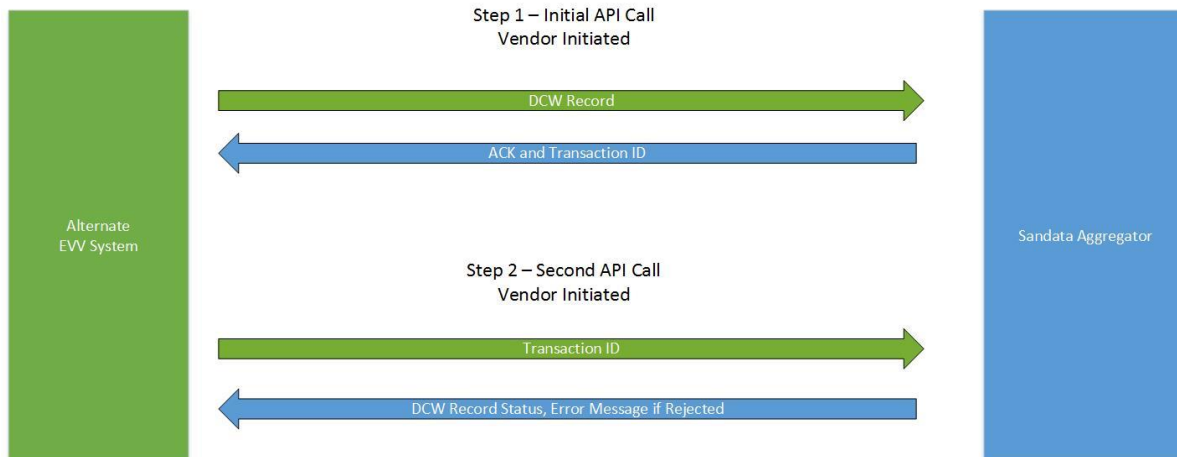 Step 1 – Initial API Call
Vendor Initiated
DCW Record
ACK and Transaction ID
Alternate
EVV System
Sandata Aggregator
Step 2 – Second API Call
Vendor Initiated
Transaction ID
DCW Record Status, Error Message if Rejected